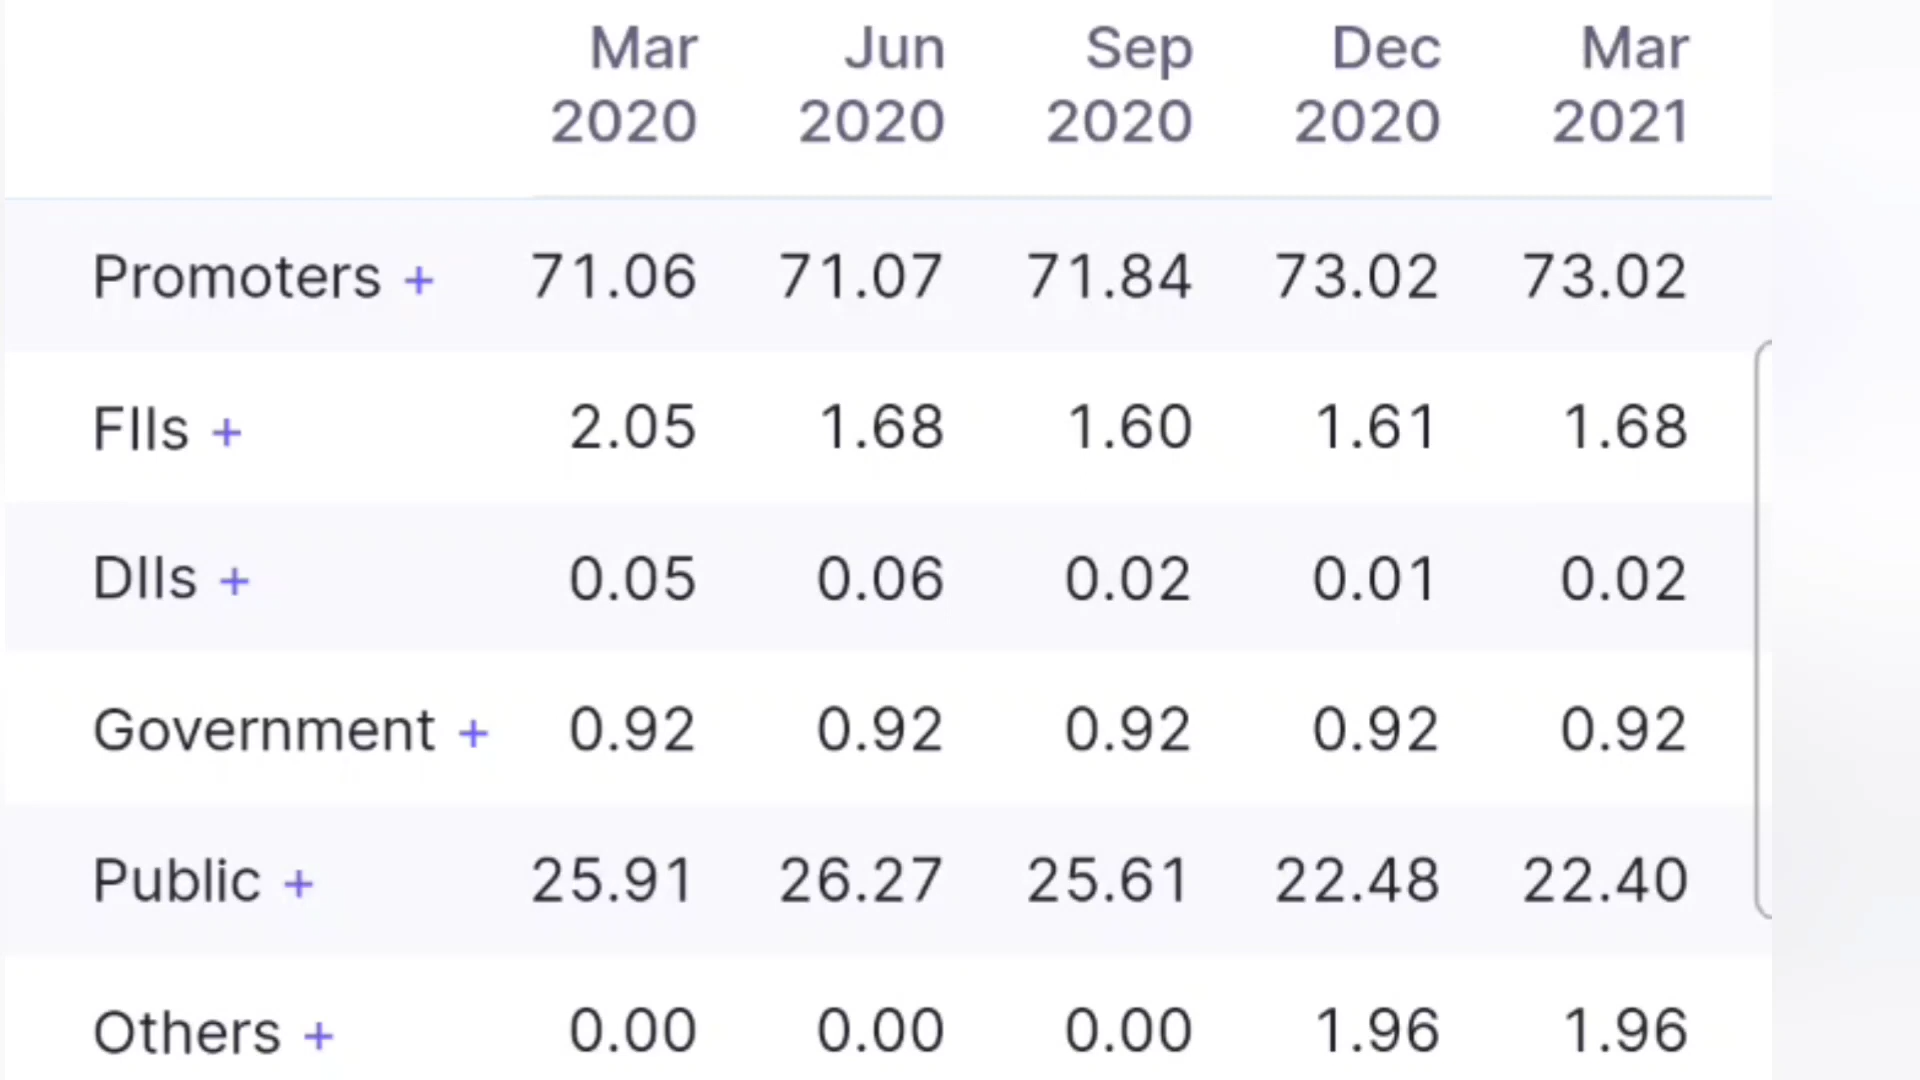 Mar Jun Sep Dec Mar
2020 2020 2020 2020 2021
Promoters + 71.06 71.07 71.84 73.02 73.02
FIIs + 2.05 1.68 1.60 1.61 1.68
DIIs + 0.05 0.06 0.02 0.01 0.02
Government + 0.92 0.92 0.92 0.92 0.92
Public + 25.91 26.27 25.61 22.48 22.40
Others + 0.00 0.00 0.00 1.96 1.96